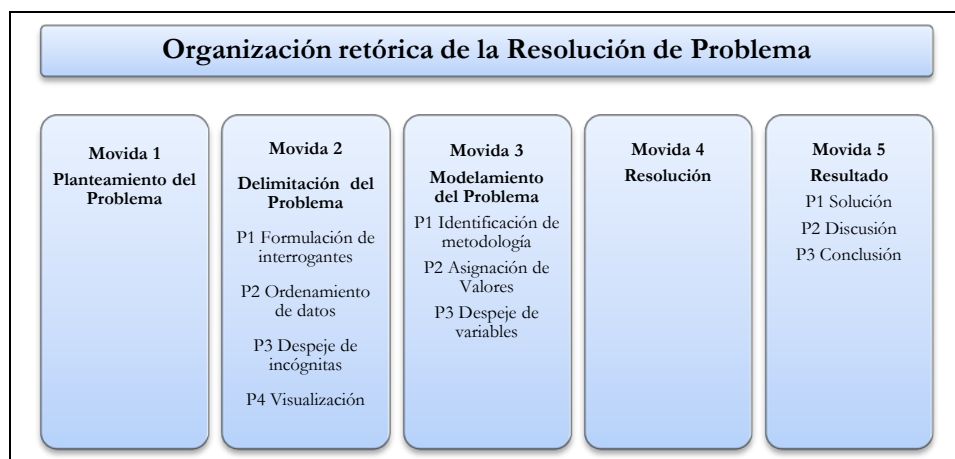 Organización retórica de la Resolución de Problema
Movida 1
Planteamiento del
Problema
Movida 2
Delimitación del
Problema
P1 Formulación de
interrogantes
P2 Ordenamiento
de datos
P3 Despeje de
incógnitas
P4 Visualización
Movida 3
Modelamiento
del Problema
P1 Identificación de
metodología
P2 Asignación de
Valores
P3 Despeje de
variables
Movida 4
Resolución
Movida 5
Resultado
P1 Solución
P2 Discusión
P3 Conclusión